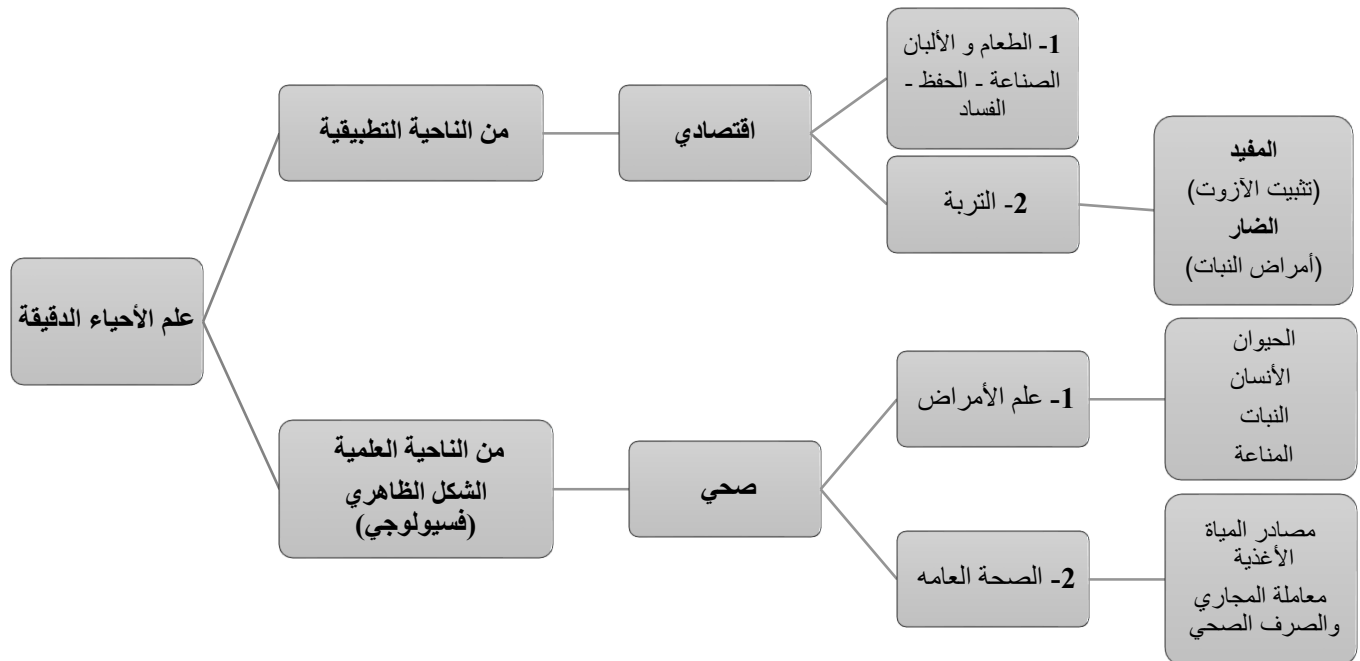 علم الأحياء الدقيقة
من الناحية التطبيقية
اقتصادي
1- الطعام و الألبان
الصناعة - الحفظ -
الفساد
2- التربة
المفيد
(تثبيت الآزوت)
الضار
(أمراض النبات)
من الناحية العلمية
الشكل الظاهري
(فسيولوجي)
صحي
1- علم الأمراض
الحيوان
الأنسان
النبات
المناعة
2- الصحة العامه
مصادر المياة
الأغذية
معاملة المجاري
والصرف الصحي